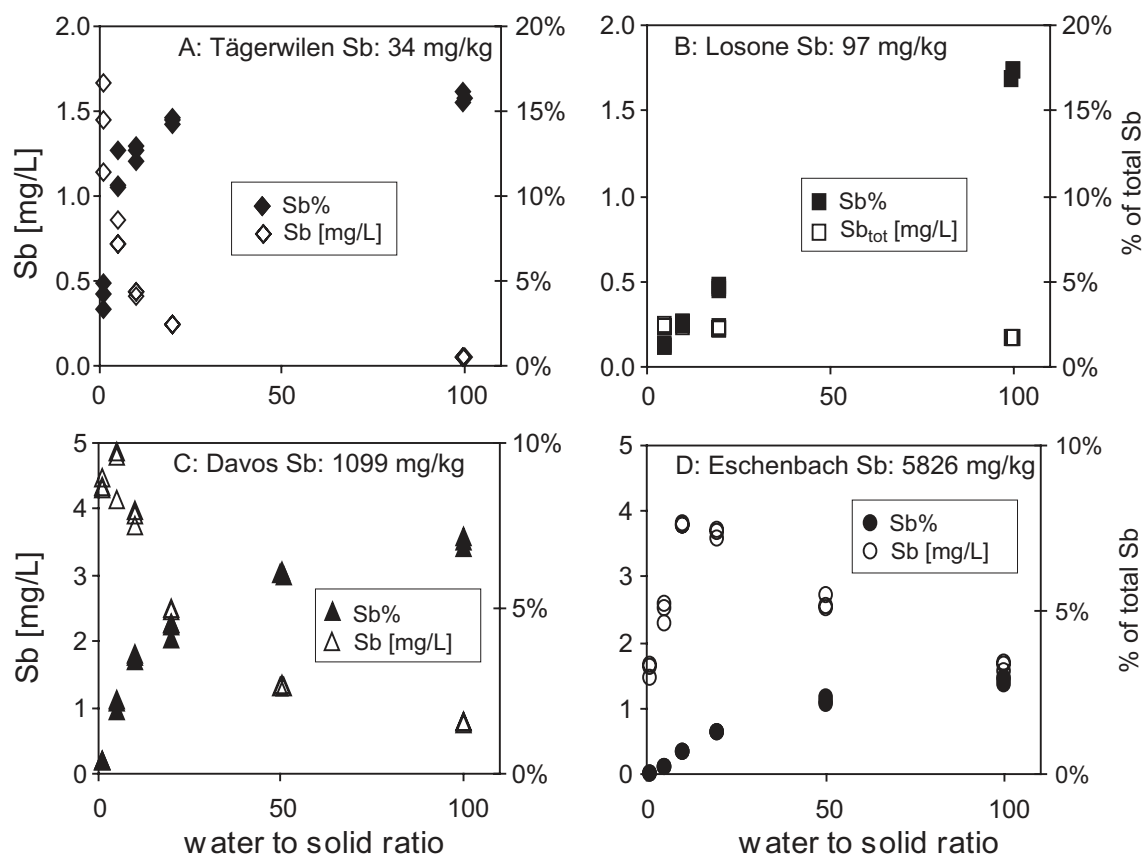 A: Tägerwilen Sb: 34 mg/kg
2.0
1.5
1.0
0.5
0.0
Sb [mg/L]
20%
15%
10%
5%
0%
Sb%
Sb [mg/L]
0
50
100
B: Losone Sb: 97 mg/kg
2.0
1.5
1.0
0.5
0.0
20%
15%
10%
5%
0%
% of total Sb
Sb%
Sbtot [mg/L]
0
50
100
C: Davos Sb: 1099 mg/kg
5
4
3
2
1
0
Sb [mg/L]
10%
5%
0%
Sb%
Sb [mg/L]
0
50
100
water to solid ratio
D: Eschenbach Sb: 5826 mg/kg
5
4
3
2
1
0
10%
5%
0%
% of total Sb
Sb%
Sb [mg/L]
0
50
100
water to solid ratio